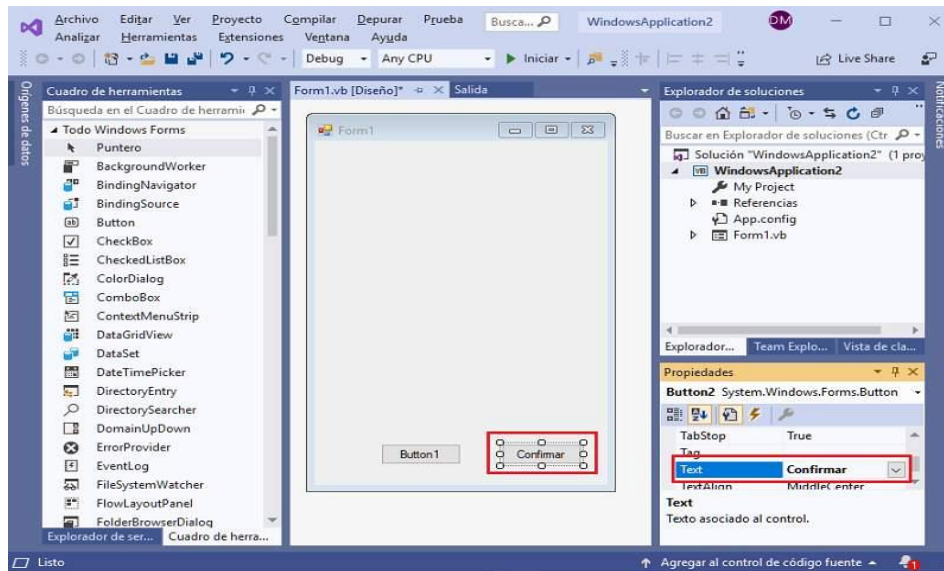 Archivo Editar Ver Proyecto Compilar Depurar Prueba Busca... WindowsApplication2 DM
Analizar Herramientas Extensiones Ventana Ayuda
Debug Any CPU Iniciar Live Share
Orígenes de datos
Cuadro de herramientas
Búsqueda en el Cuadro de herrami
Todo Windows Forms
Puntero
BackgroundWorker
BindingNavigator
BindingSource
Button
CheckBox
CheckedListBox
ColorDialog
ComboBox
ContextMenuStrip
DataGridView
DataSet
DateTimePicker
DirectoryEntry
DirectorySearcher
DomainUpDown
ErrorProvider
EventLog
FileSystemWatcher
FlowLayoutPanel
FolderBrowserDialog
Explorador de ser... Cuadro de herra...
Form1.vb [Diseño]* Salida
Form1
Button1 Confirmar
Explorador de soluciones
Buscar en Explorador de soluciones (Ctr
Solución "WindowsApplication2" (1 proy
VB WindowsApplication2
My Project
Referencias
App.config
Form1.vb
Explorador... Team Explo... Vista de cla...
Propiedades
Button2 System.Windows.Forms.Button
TabStop True
Tag
Text Confirmar
TextAlign MiddleCenter
Text
Texto asociado al control.
Notificaciones
Listo Agregar al control de código fuente 1